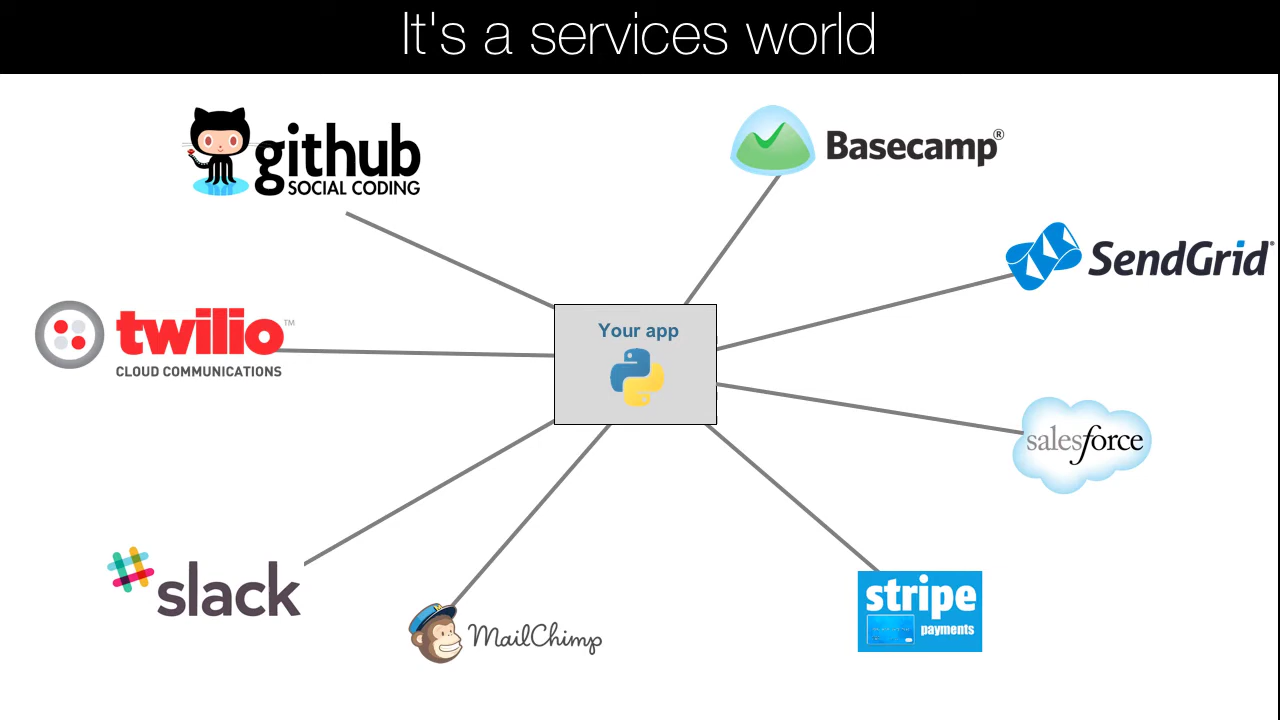 It's a services world
github
SOCIAL CODING
Basecamp®
SendGrid®
twilio™
CLOUD COMMUNICATIONS
Your app
salesforce
slack
MailChimp
stripe
payments